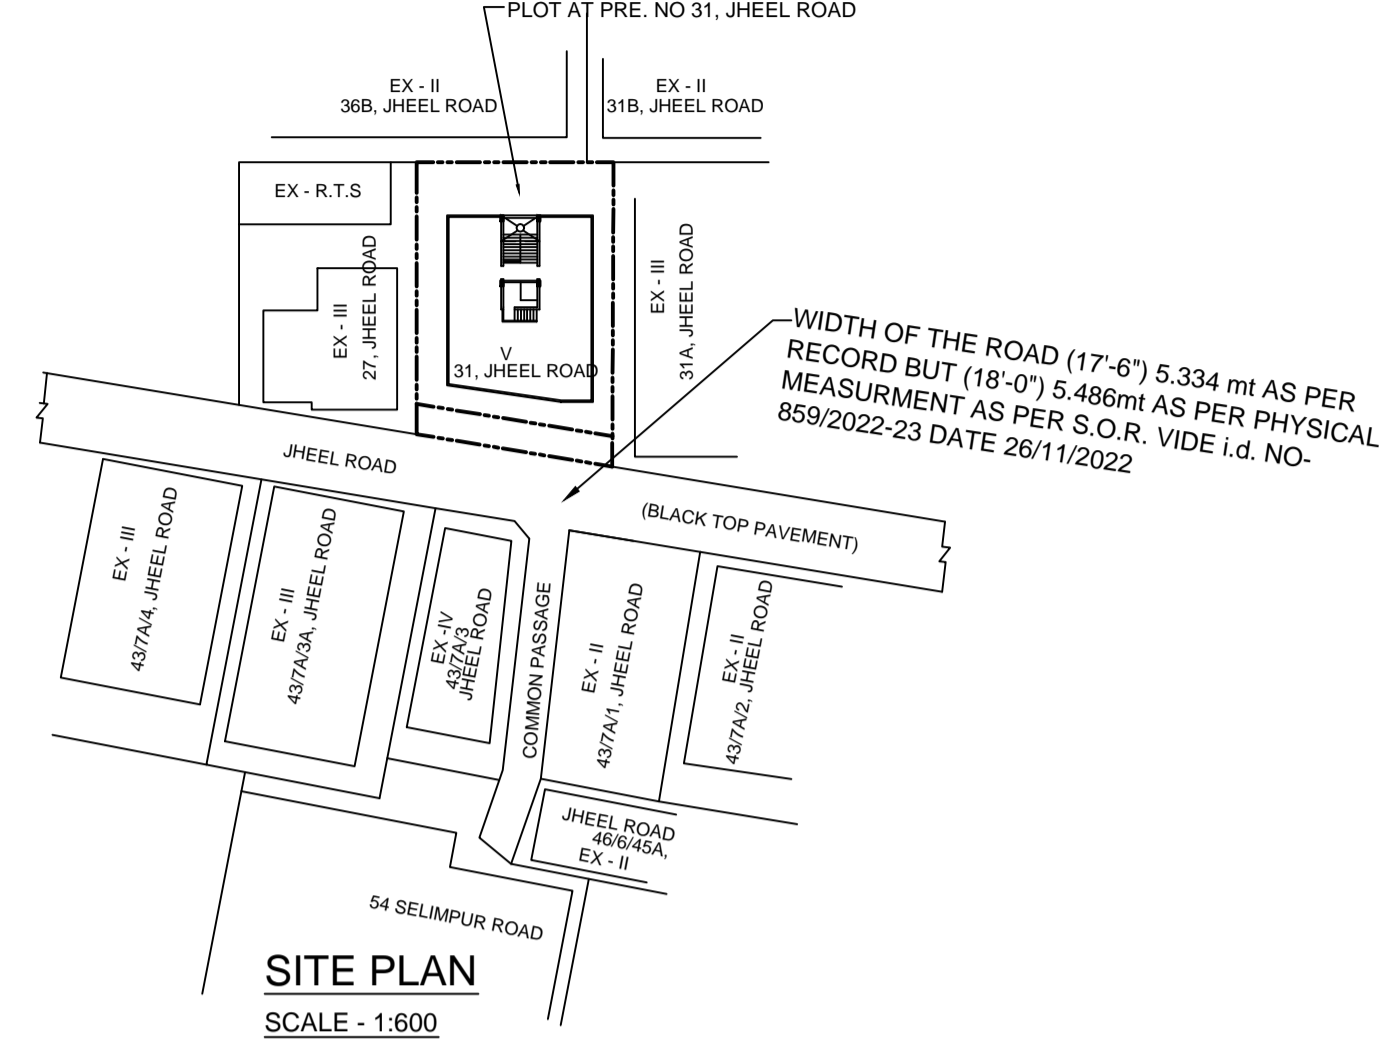 PLOT AT PRE. NO 31, JHEEL ROAD
EX - II
36B, JHEEL ROAD
EX - II
31B, JHEEL ROAD
EX - R.T.S
EX - III
27, JHEEL ROAD
V
31, JHEEL ROAD
EX - III
31A, JHEEL ROAD
WIDTH OF THE ROAD (17'-6") 5.334 mt AS PER
RECORD BUT (18'-0") 5.486mt AS PER PHYSICAL
MEASURMENT AS PER S.O.R. VIDE i.d. NO-
859/2022-23 DATE 26/11/2022
JHEEL ROAD
(BLACK TOP PAVEMENT)
EX - III
43/7A/4, JHEEL ROAD
EX - III
43/7A/3A, JHEEL ROAD
EX -IV
43/7A/3
JHEEL ROAD
COMMON PASSAGE
EX - II
43/7A/1, JHEEL ROAD
EX - II
43/7A/2, JHEEL ROAD
JHEEL ROAD
46/6/45A,
EX - II
54 SELIMPUR ROAD
SITE PLAN
SCALE - 1:600